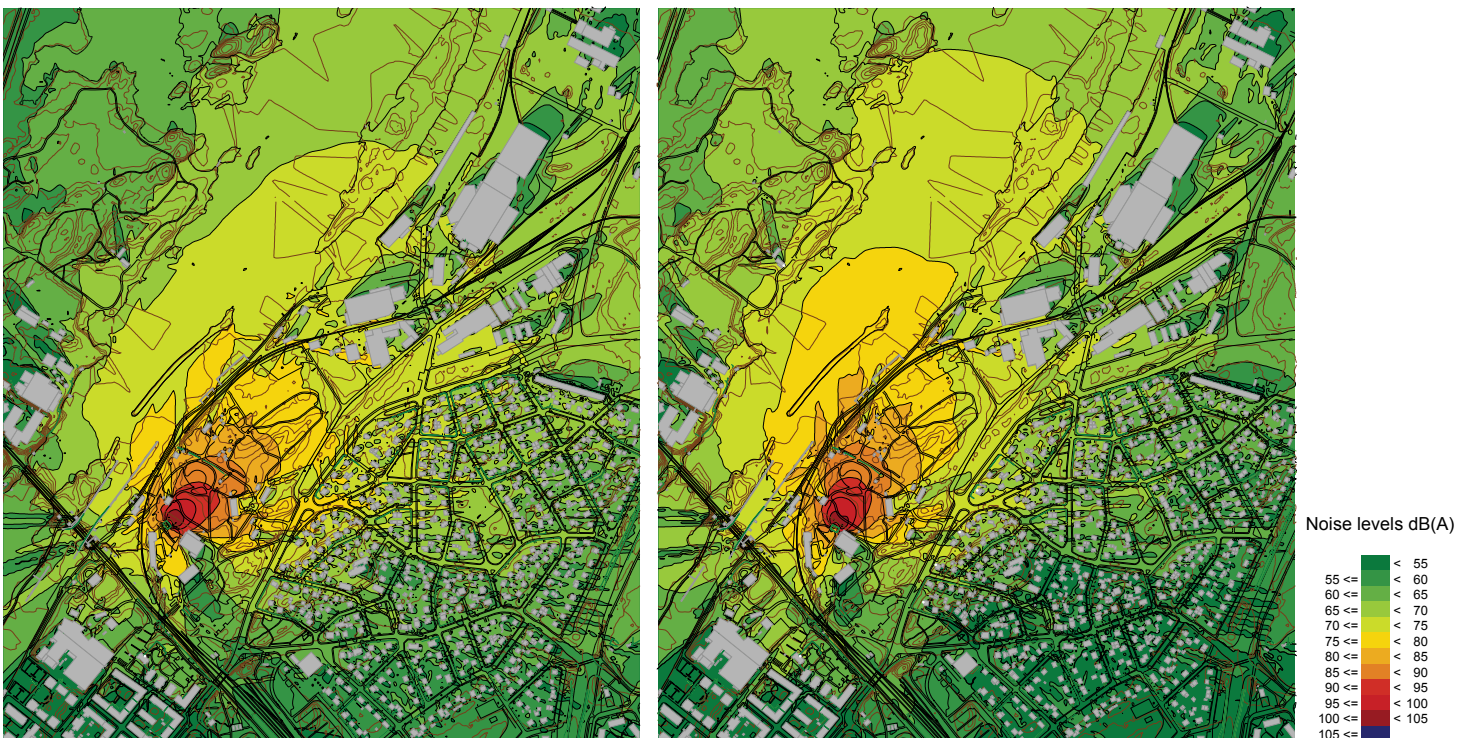 Noise levels dB(A)
< 55
55 <= < 60
60 <= < 65
65 <= < 70
70 <= < 75
75 <= < 80
80 <= < 85
85 <= < 90
90 <= < 95
95 <= < 100
100 <= < 105
105 <=